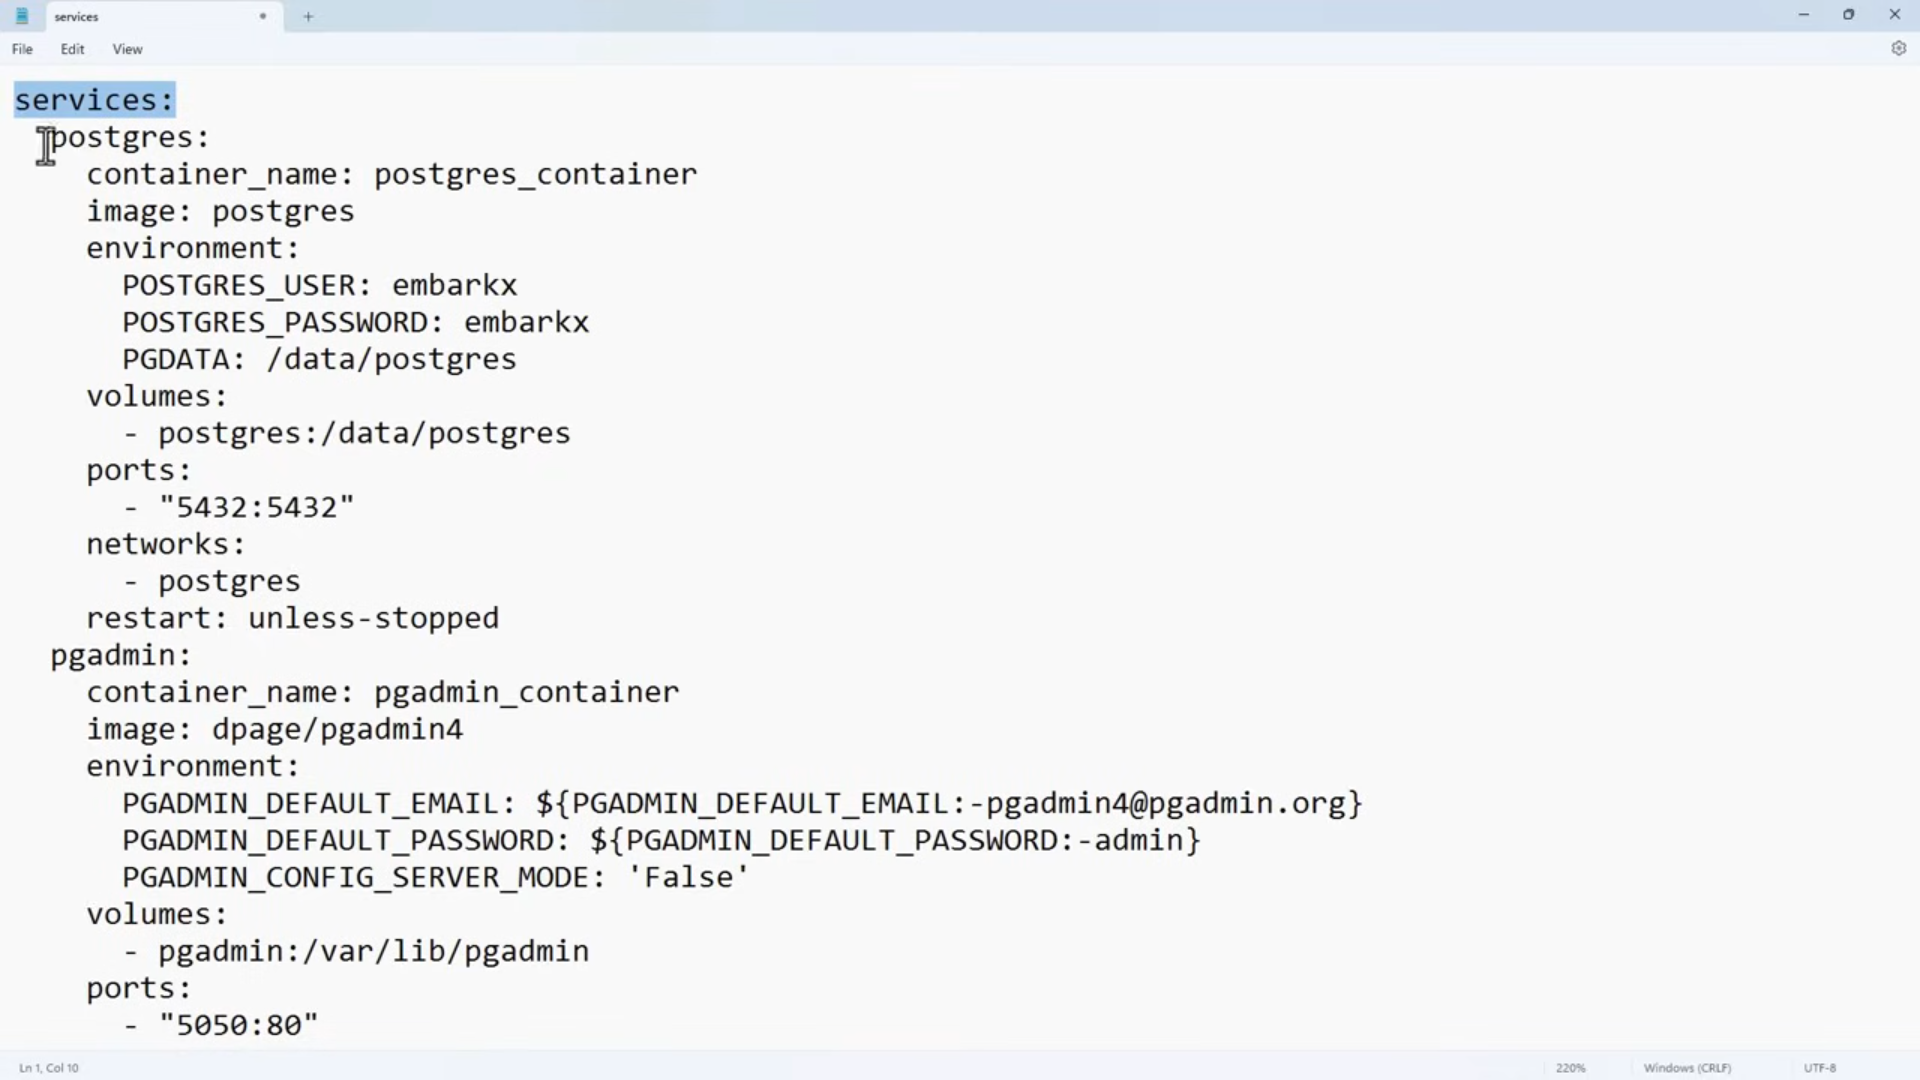 services
File Edit View
services:
  postgres:
    container_name: postgres_container
    image: postgres
    environment:
      POSTGRES_USER: embarkx
      POSTGRES_PASSWORD: embarkx
      PGDATA: /data/postgres
    volumes:
      - postgres:/data/postgres
    ports:
      - "5432:5432"
    networks:
      - postgres
    restart: unless-stopped
  pgadmin:
    container_name: pgadmin_container
    image: dpage/pgadmin4
    environment:
      PGADMIN_DEFAULT_EMAIL: ${PGADMIN_DEFAULT_EMAIL:-pgadmin4@pgadmin.org}
      PGADMIN_DEFAULT_PASSWORD: ${PGADMIN_DEFAULT_PASSWORD:-admin}
      PGADMIN_CONFIG_SERVER_MODE: 'False'
    volumes:
      - pgadmin:/var/lib/pgadmin
    ports:
      - "5050:80"
Ln 1, Col 10 220% Windows (CRLF) UTF-8